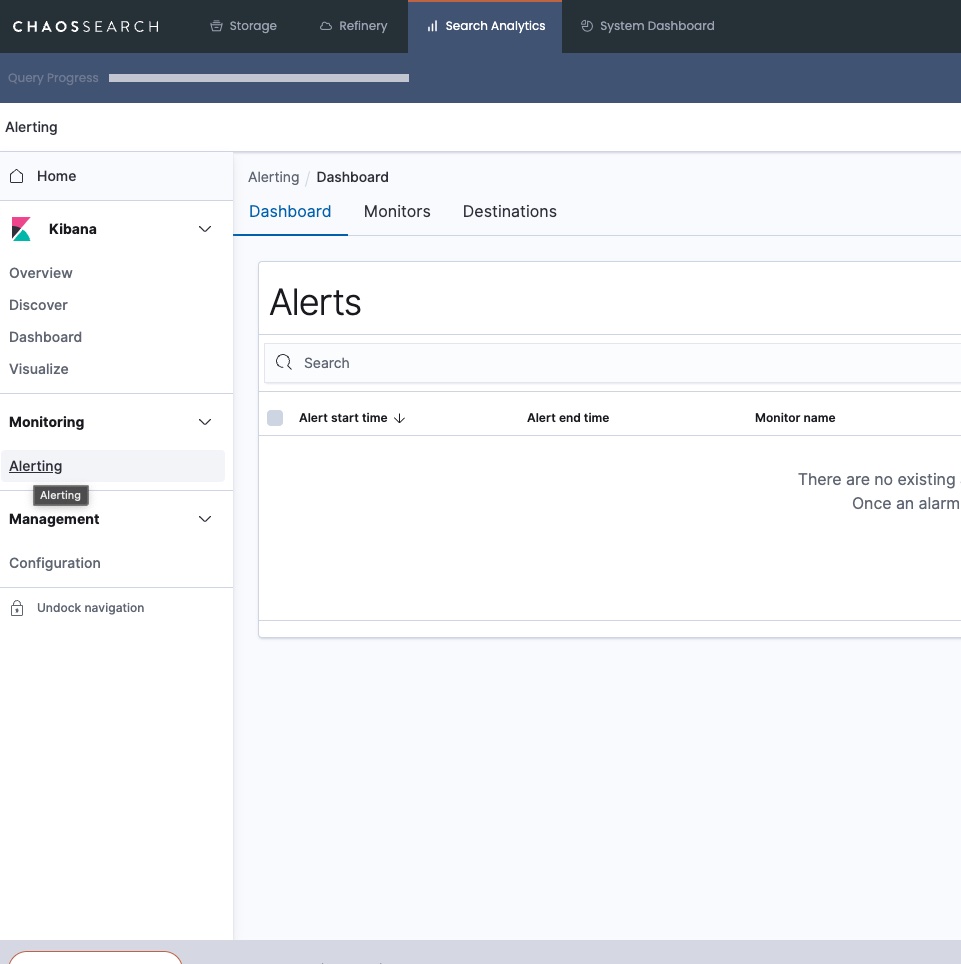 CHAOSSEARCH Storage Refinery Search Analytics System Dashboard
Query Progress
Alerting
Home
Kibana
Overview
Discover
Dashboard
Visualize
Monitoring
Alerting
Alerting
Management
Configuration
Undock navigation
Alerting / Dashboard
Dashboard Monitors Destinations
Alerts
Search
Alert start time Alert end time Monitor name
There are no existing
Once an alarm